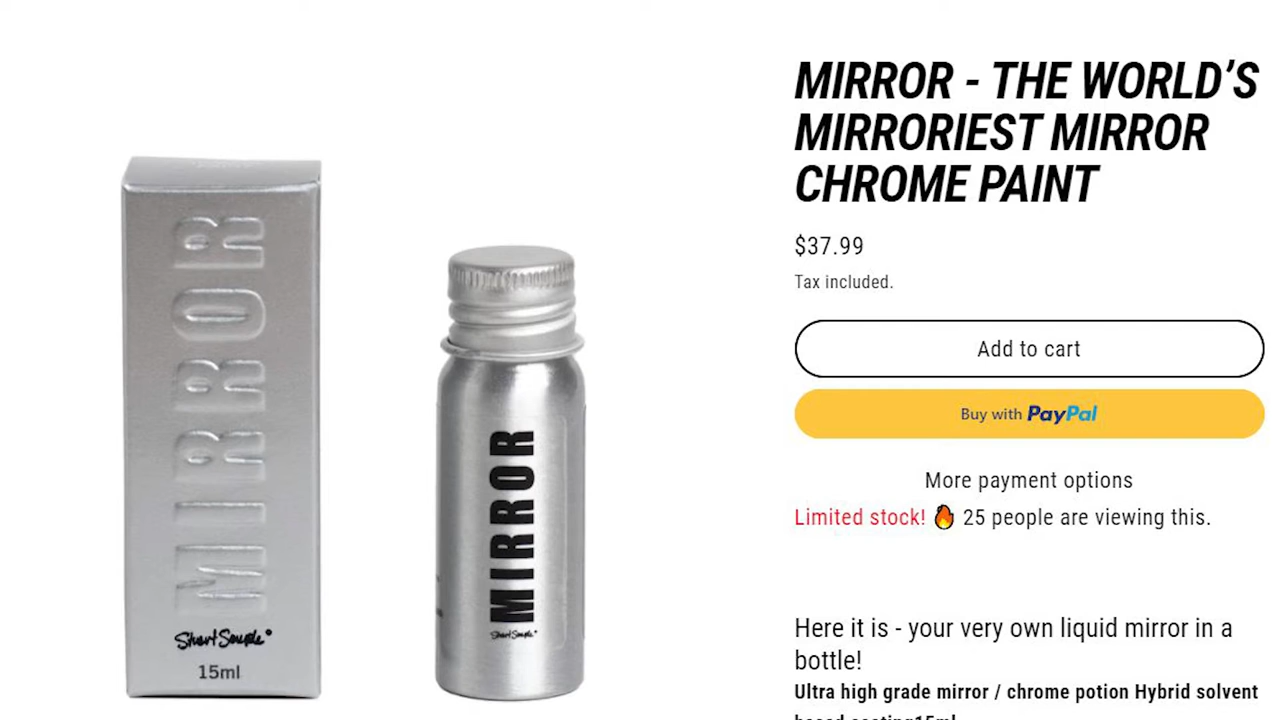 MIRROR - THE WORLD’S
MIRRORIEST MIRROR
CHROME PAINT
$37.99
Tax included.
Add to cart
Buy with PayPal
More payment options
Limited stock! 🔥 25 people are viewing this.
Here it is - your very own liquid mirror in a
bottle!
Ultra high grade mirror / chrome potion Hybrid solvent
based coating15ml
MIRROR
Stuart Semple
15ml
MIRROR
Stuart Semple